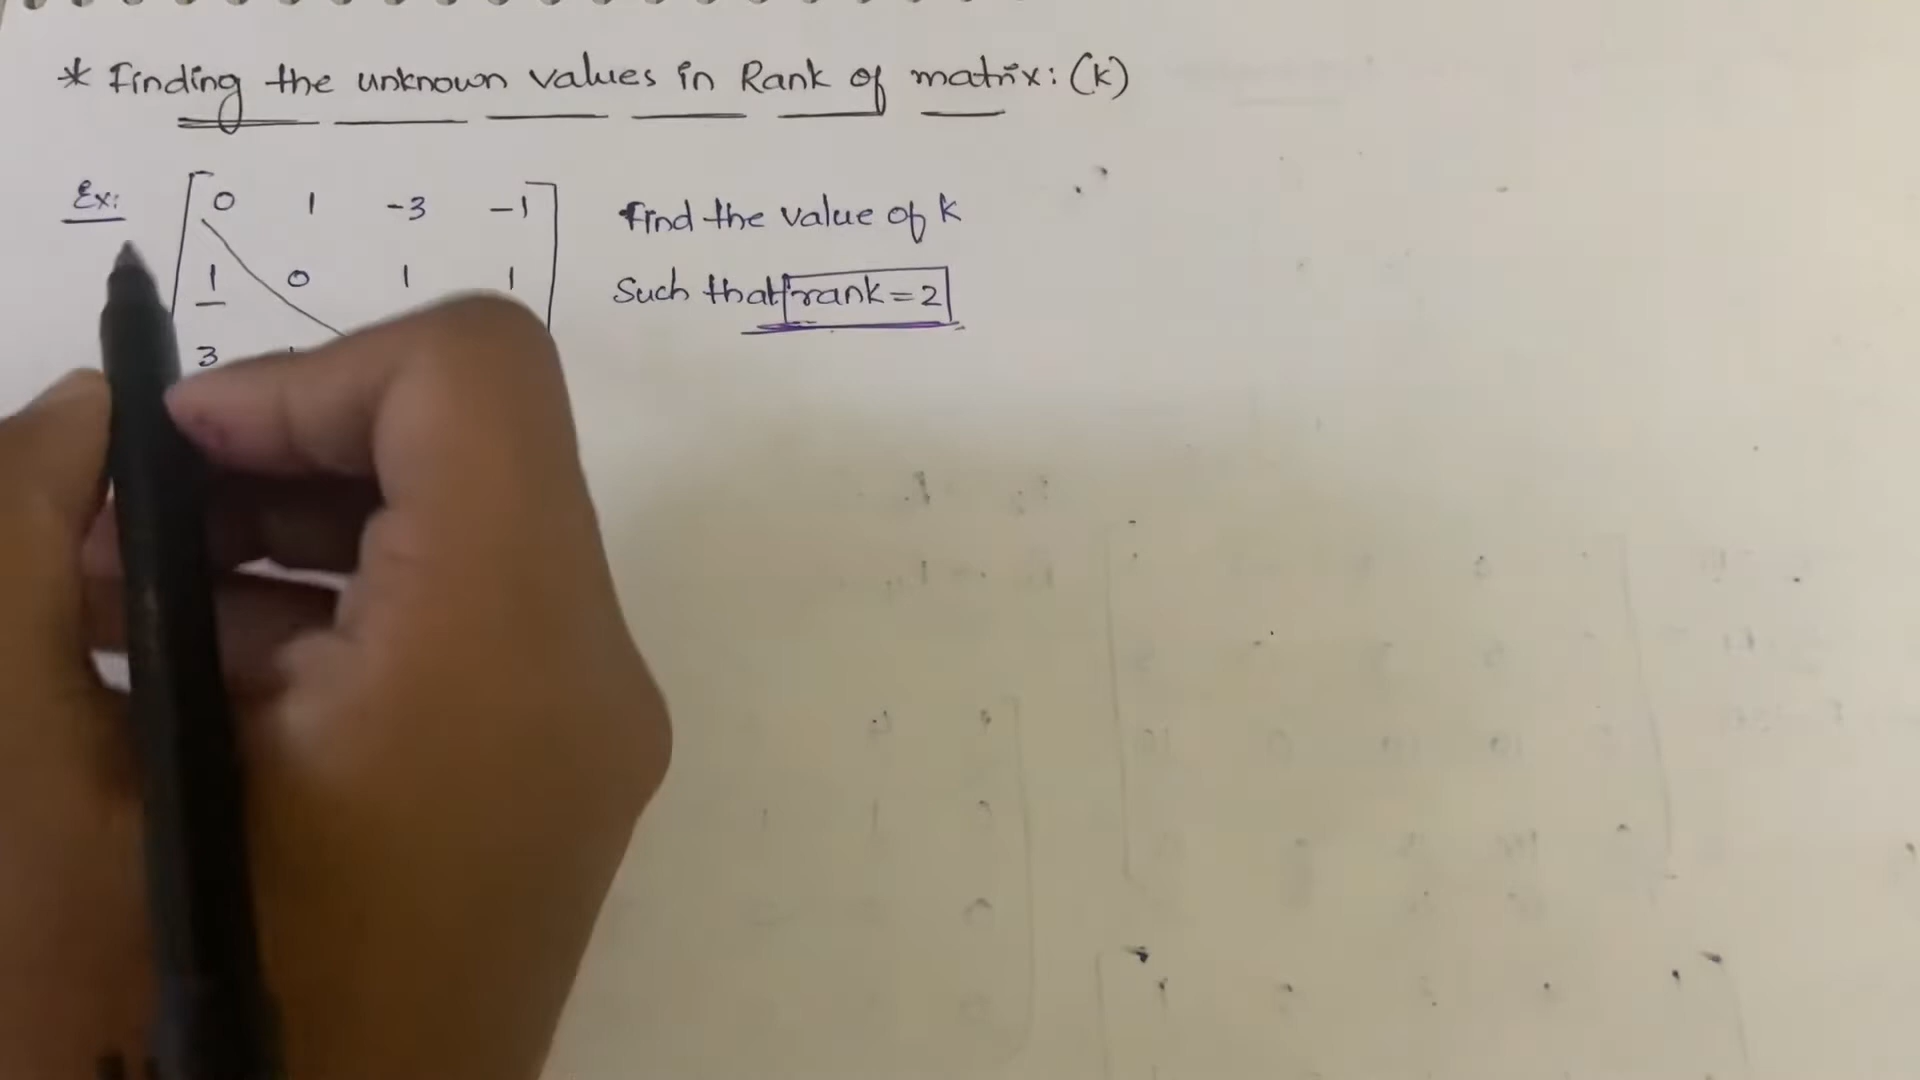 * Finding the unknown values in Rank of matrix: (k)
Ex: 0 1 -3 -1 Find the value of k
1 0 1 1 Such that rank = 2
3